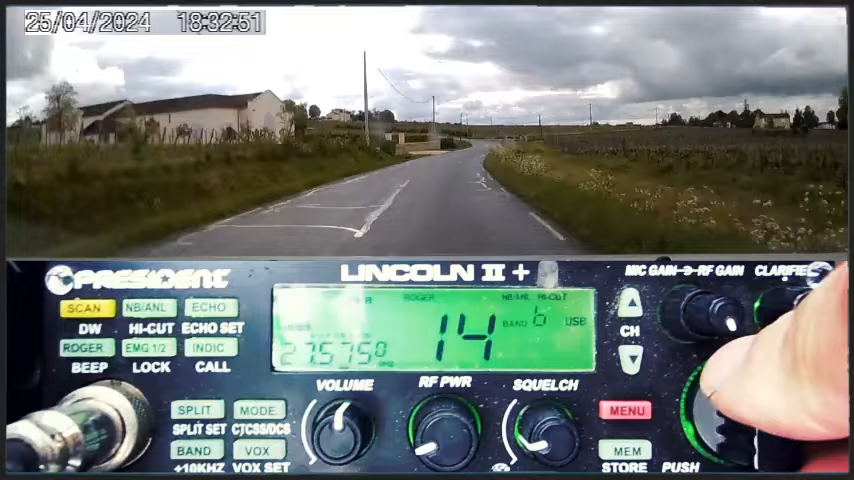 25/04/2024 18:32:51
PRESIDENT LINCOLN II + MIC GAIN RF GAIN CLARIFIE
SCAN NB/ANL ECHO
DW HI-CUT ECHO SET
ROGER EMG 1/2 INDIC
BEEP LOCK CALL
ROGER NB/ANL HI-CUT
14 BAND 6 USB
27.5750
CH
VOLUME RF PWR SQUELCH
SPLIT MODE
SPLIT SET CTCSS/DCS
BAND VOX
+10KHZ VOX SET
MENU
MEM
STORE PUSH